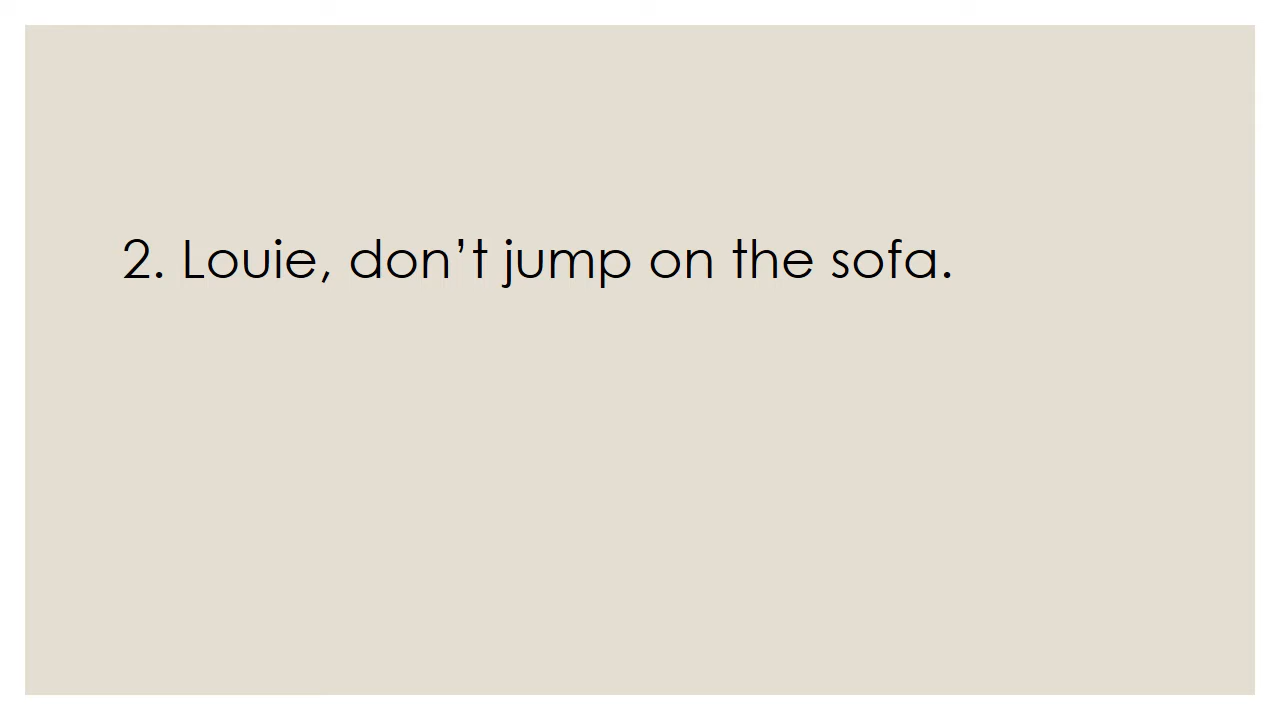 2. Louie, don’t jump on the sofa.